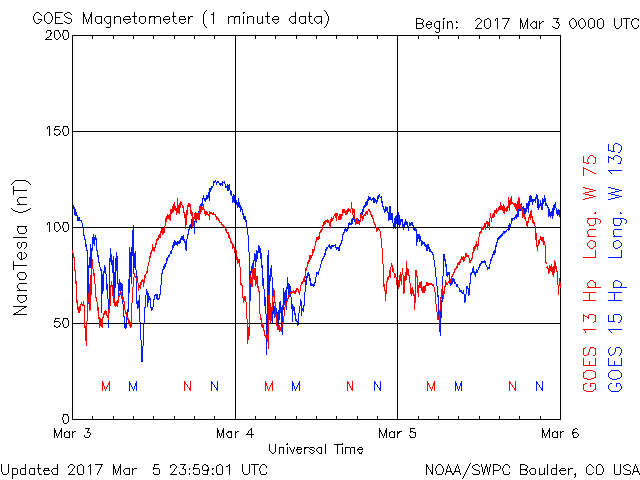 GOES Magnetometer (1 minute data)
Begin: 2017 Mar 3 0000 UTC
200
150
100
50
0
NanoTesla (nT)
M M N N M M N N M M N N
Mar 3 Mar 4 Mar 5 Mar 6
Universal Time
GOES 13 Hp Long. W 75
GOES 15 Hp Long. W 135
Updated 2017 Mar 5 23:59:01 UTC
NOAA/SWPC Boulder, CO USA